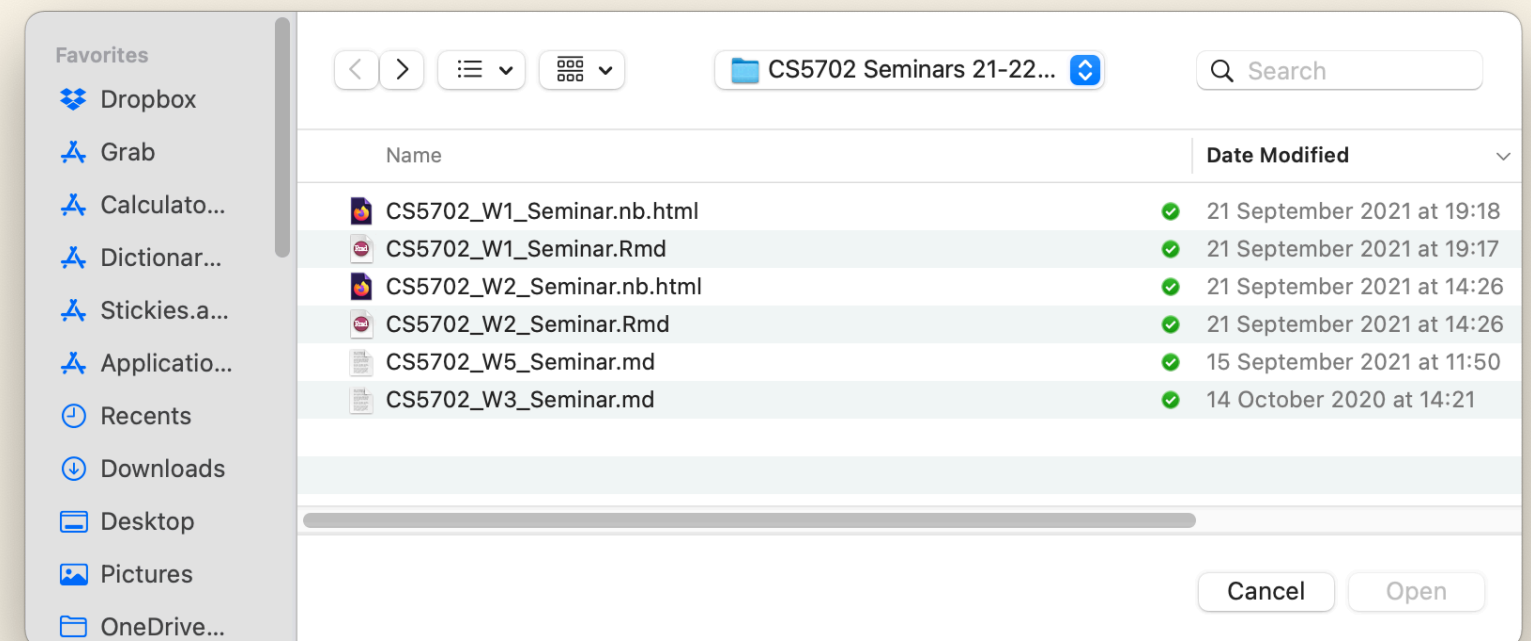 Favorites
Dropbox
Grab
Calculato...
Dictionar...
Stickies.a...
Applicatio...
Recents
Downloads
Desktop
Pictures
OneDrive...
CS5702 Seminars 21-22...
Search
Name Date Modified
CS5702_W1_Seminar.nb.html 21 September 2021 at 19:18
CS5702_W1_Seminar.Rmd 21 September 2021 at 19:17
CS5702_W2_Seminar.nb.html 21 September 2021 at 14:26
CS5702_W2_Seminar.Rmd 21 September 2021 at 14:26
CS5702_W5_Seminar.md 15 September 2021 at 11:50
CS5702_W3_Seminar.md 14 October 2020 at 14:21
Cancel Open